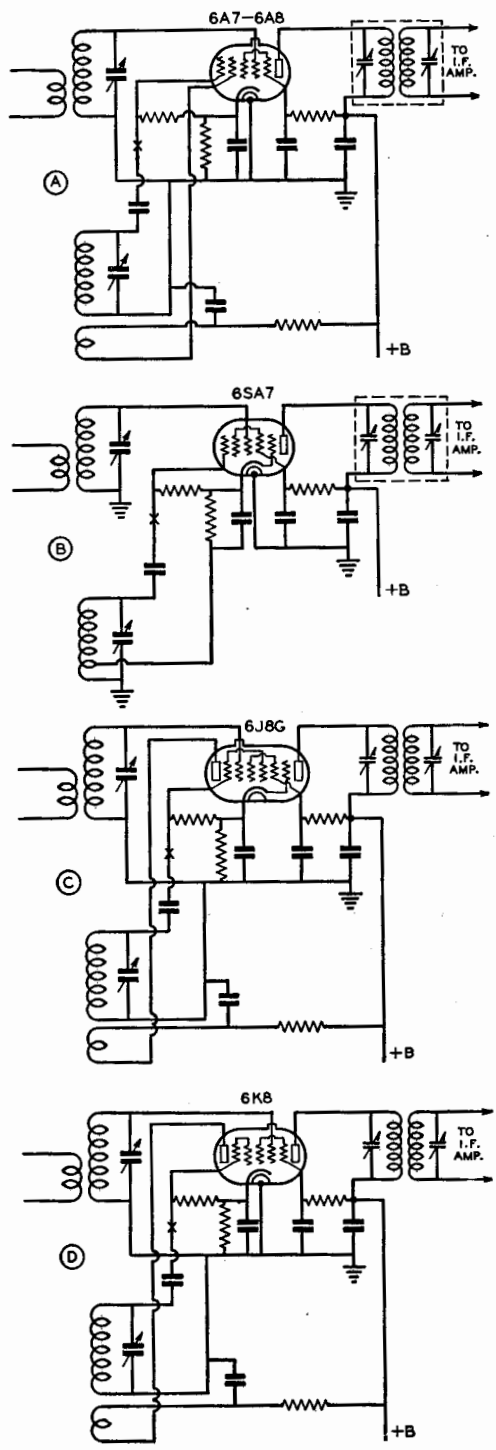 6A7-6A8
TO
I.F.
AMP.
A
+B
6SA7
TO
I.F.
AMP.
B
+B
6J8G
TO
I.F.
AMP.
C
+B
6K8
TO
I.F.
AMP.
D
+B